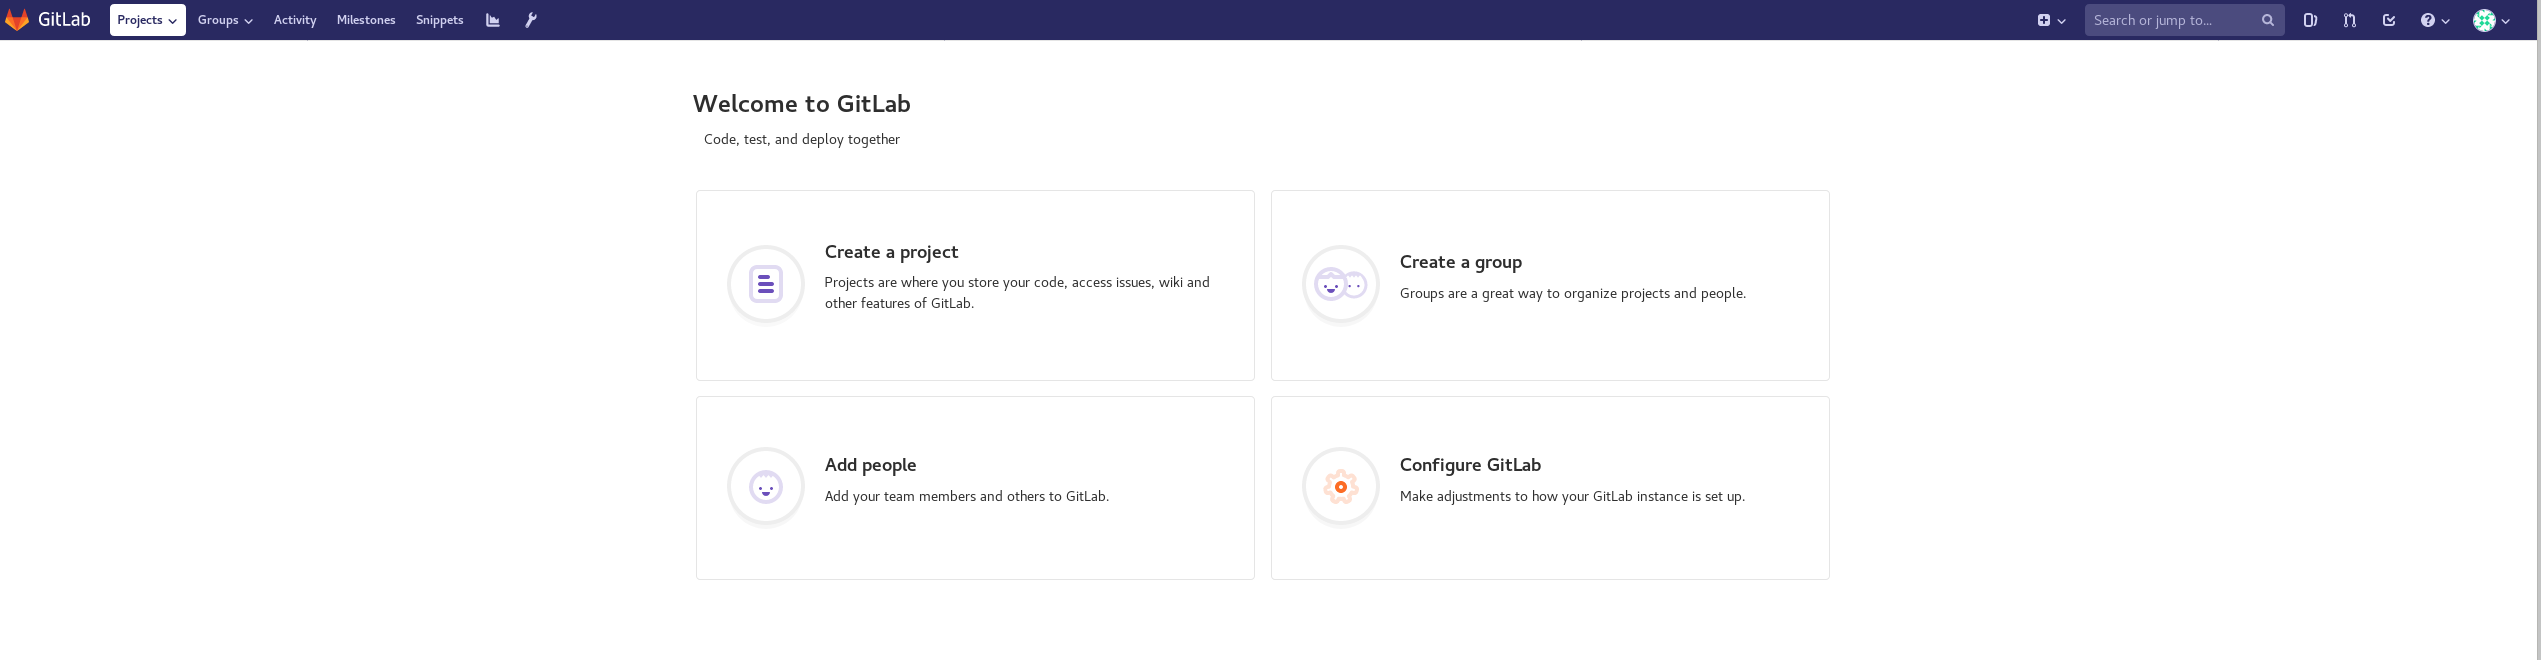 GitLab Projects Groups Activity Milestones Snippets Search or jump to...
Welcome to GitLab
Code, test, and deploy together
Create a project
Projects are where you store your code, access issues, wiki and
other features of GitLab.
Create a group
Groups are a great way to organize projects and people.
Add people
Add your team members and others to GitLab.
Configure GitLab
Make adjustments to how your GitLab instance is set up.